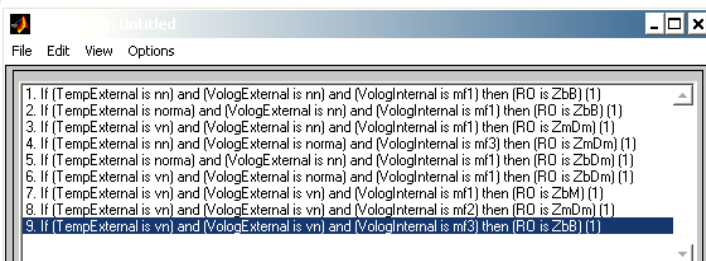 Untitled
File Edit View Options
1. If (TempExternal is nn) and (VologExternal is nn) and (VologInternal is mf1) then (RO is ZbB) (1)
2. If (TempExternal is norma) and (VologExternal is nn) and (VologInternal is mf1) then (RO is ZbB) (1)
3. If (TempExternal is vn) and (VologExternal is nn) and (VologInternal is mf1) then (RO is ZmDm) (1)
4. If (TempExternal is nn) and (VologExternal is norma) and (VologInternal is mf3) then (RO is ZmDm) (1)
5. If (TempExternal is norma) and (VologExternal is nn) and (VologInternal is mf1) then (RO is ZbDm) (1)
6. If (TempExternal is vn) and (VologExternal is norma) and (VologInternal is mf1) then (RO is ZbDm) (1)
7. If (TempExternal is vn) and (VologExternal is vn) and (VologInternal is mf1) then (RO is ZbM) (1)
8. If (TempExternal is vn) and (VologExternal is vn) and (VologInternal is mf2) then (RO is ZmDm) (1)
9. If (TempExternal is vn) and (VologExternal is vn) and (VologInternal is mf3) then (RO is ZbB) (1)